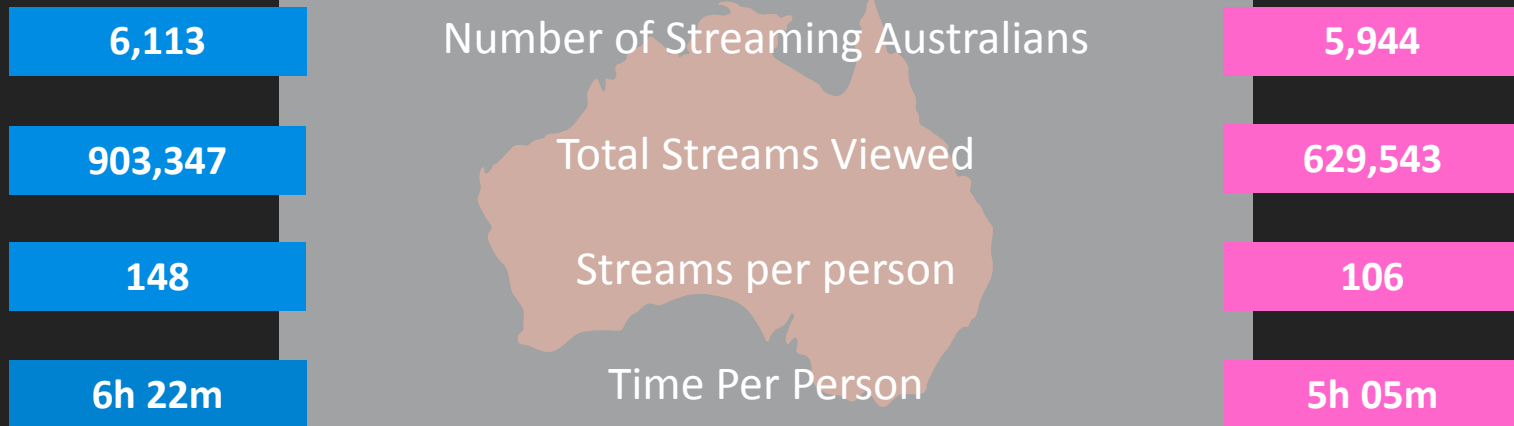 6,113 Number of Streaming Australians 5,944
903,347 Total Streams Viewed 629,543
148 Streams per person 106
6h 22m Time Per Person 5h 05m